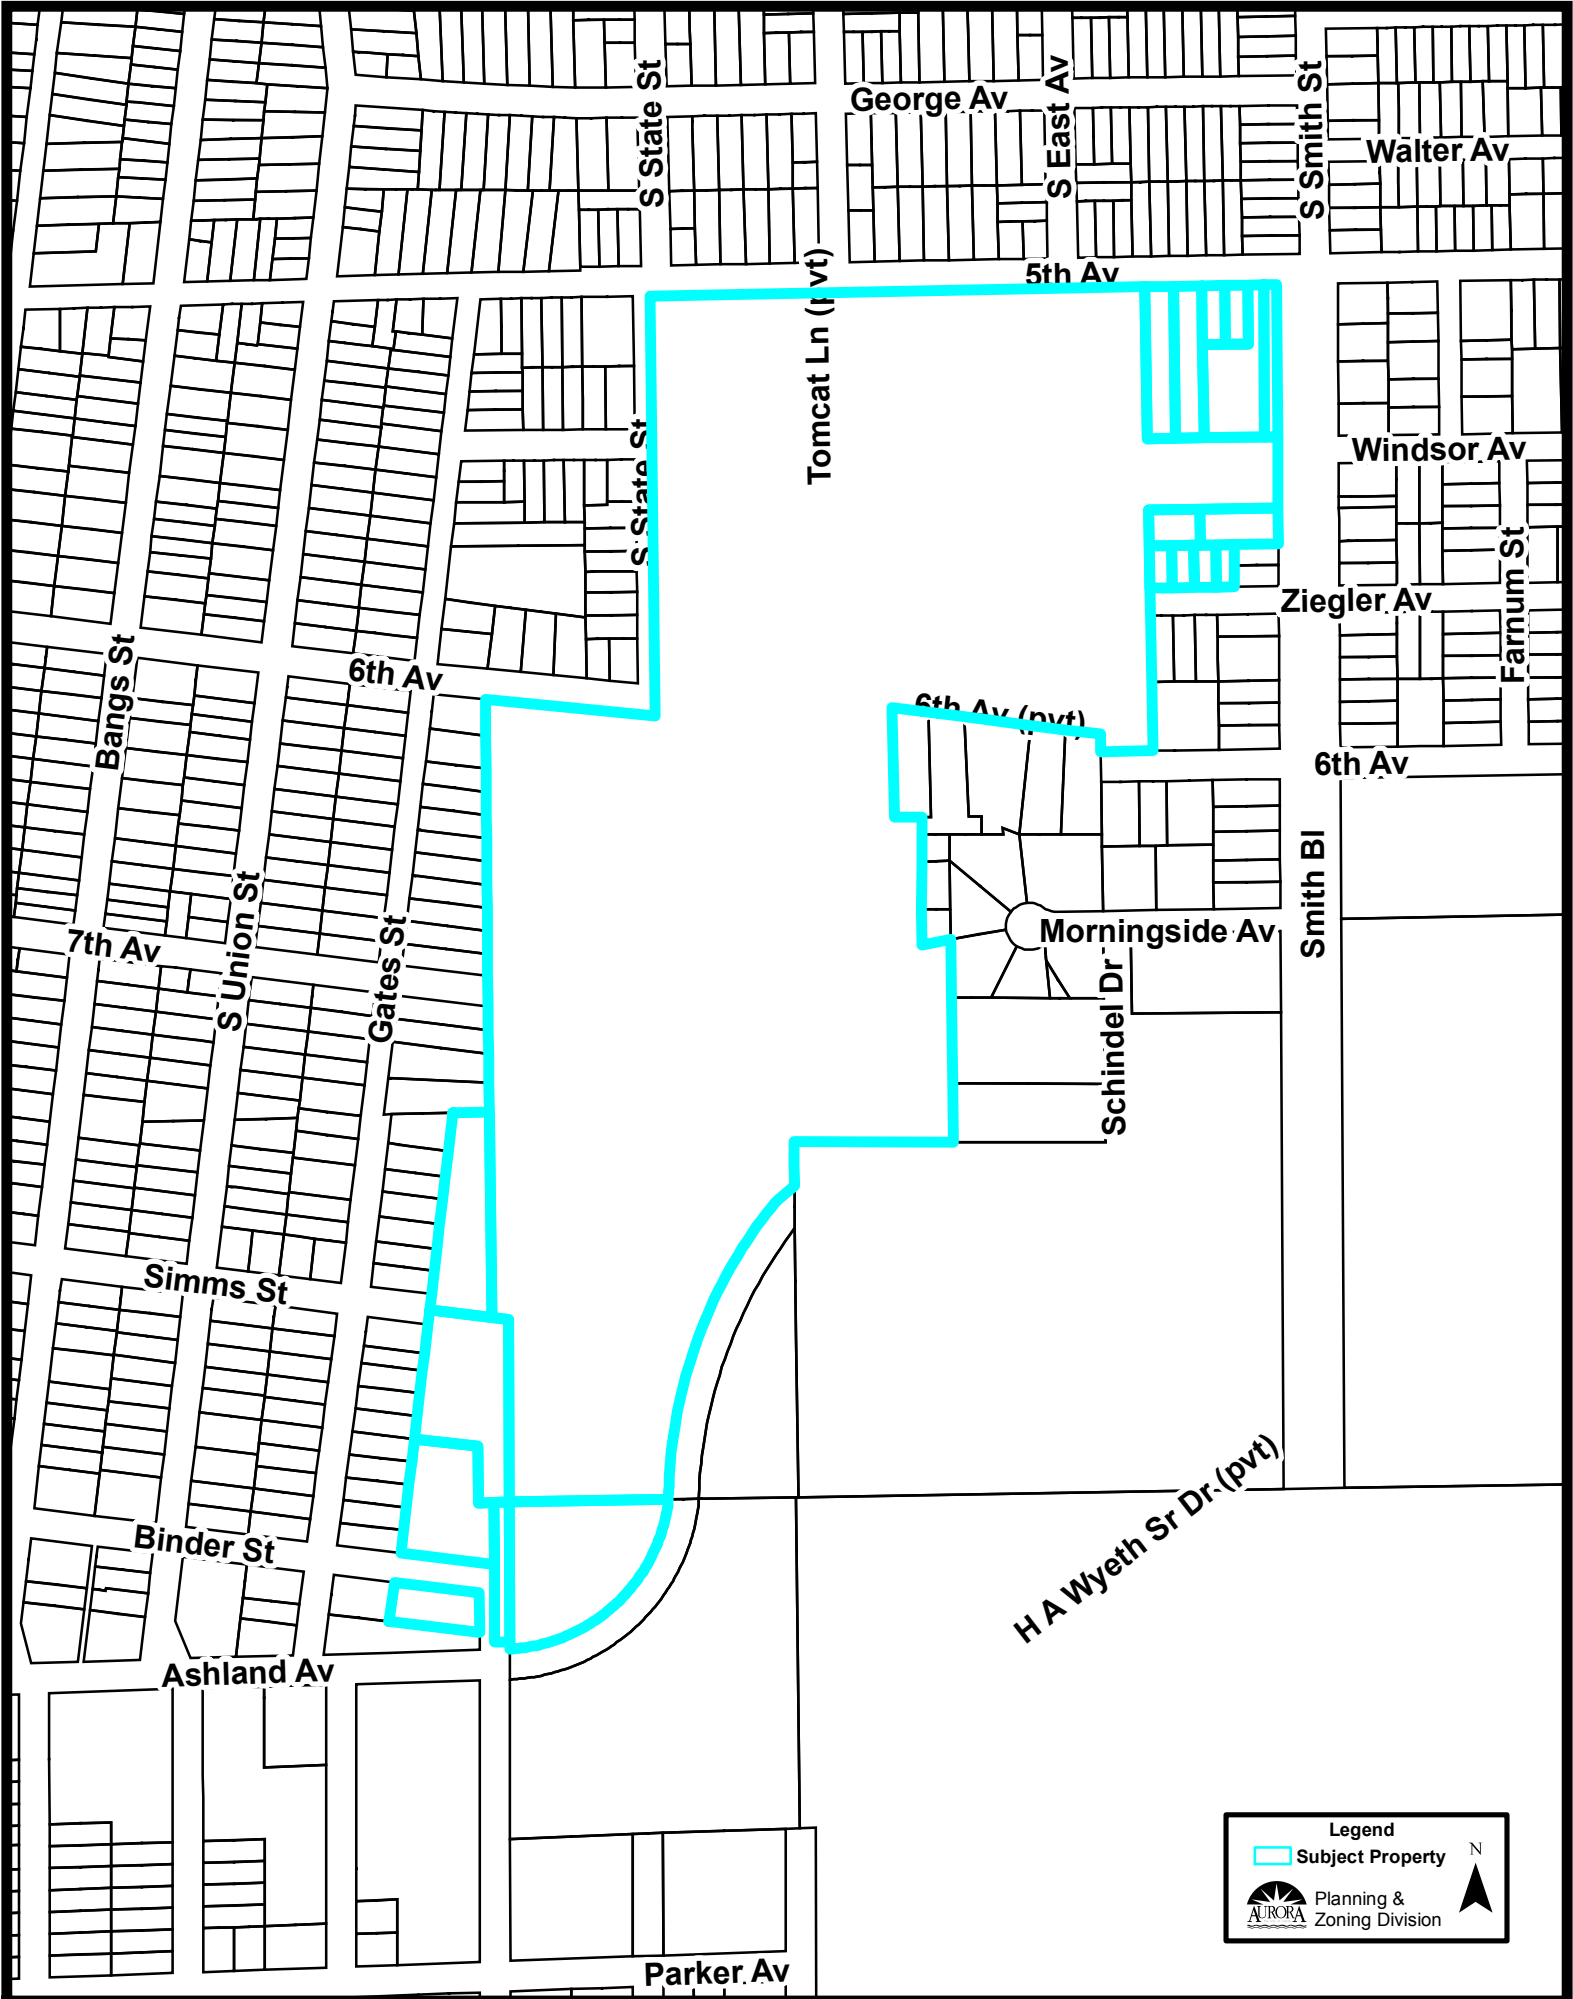 George Av
S State St
S East Av
S Smith St
Walter Av
5th Av
Tomcat Ln (pvt)
S State St
Windsor Av
Farnum St
Ziegler Av
Bangs St
6th Av
6th Av (pvt)
6th Av
Smith Bl
7th Av
S Union St
Gates St
Morningside Av
Schindel Dr
Simms St
H A Wyeth Sr Dr (pvt)
Binder St
Ashland Av
Parker Av
Legend
Subject Property
N
AURORA
Planning &
Zoning Division